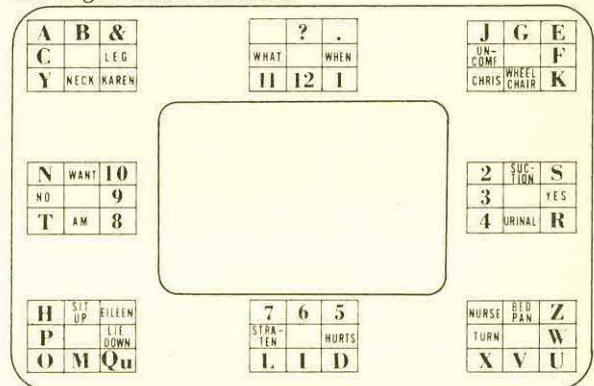 A B &
C LEG
Y NECK KAREN
? .
WHAT WHEN
11 12 1
J G E
UN-
COMF F
CHRIS WHEEL
CHAIR K
N WANT 10
NO 9
T AM 8
2 SUC-
TION S
3 YES
4 URINAL R
H SIT
UP EILEEN
P LIE
DOWN
O M Qu
7 6 5
STRA-
TEN HURTS
L I D
NURSE BED
PAN Z
TURN W
X V U